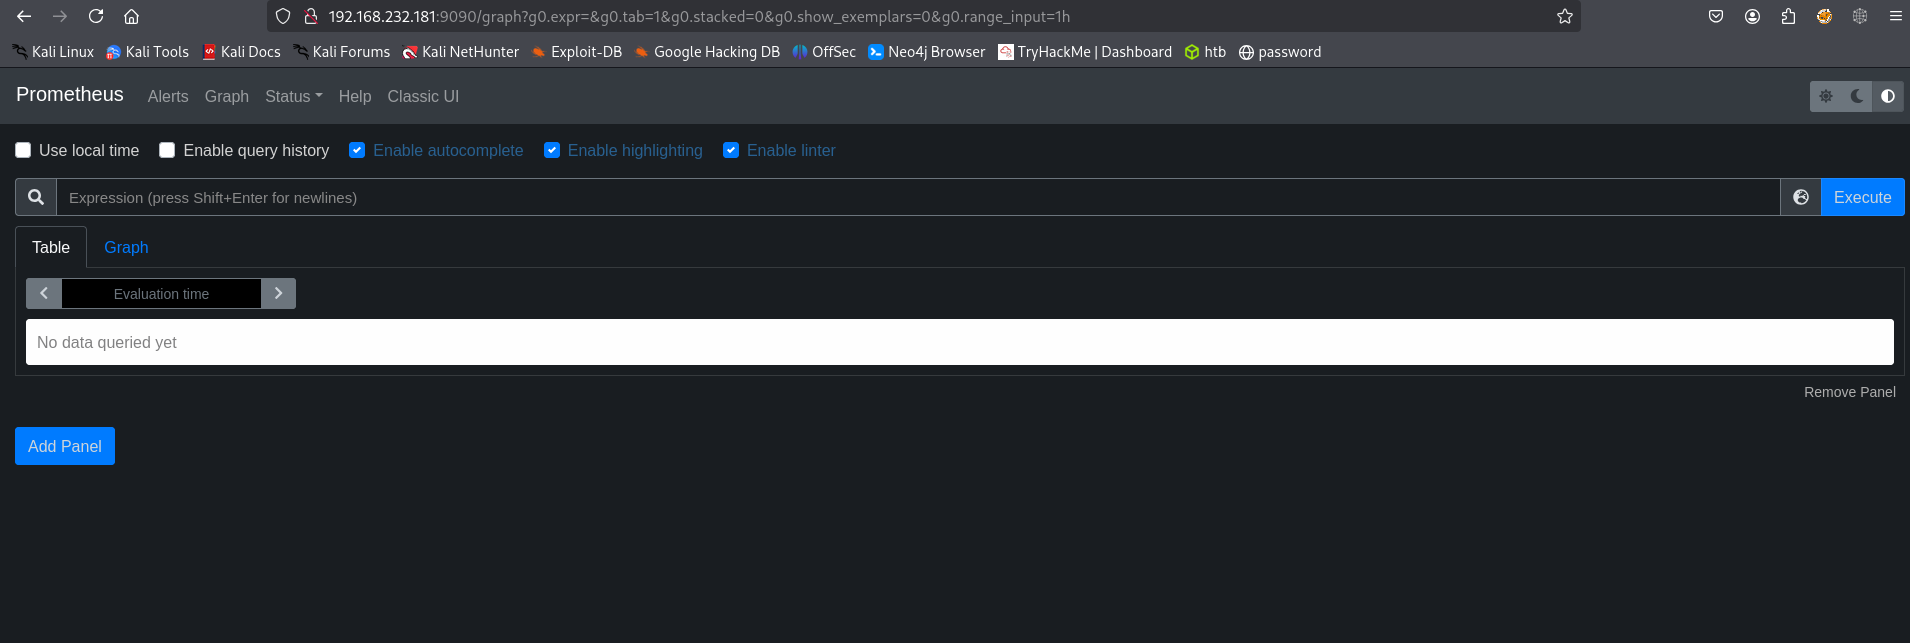 192.168.232.181:9090/graph?g0.expr=&g0.tab=1&g0.stacked=0&g0.show_exemplars=0&g0.range_input=1h
Kali Linux Kali Tools Kali Docs Kali Forums Kali NetHunter Exploit-DB Google Hacking DB OffSec Neo4j Browser TryHackMe | Dashboard htb password
Prometheus Alerts Graph Status Help Classic UI
Use local time Enable query history Enable autocomplete Enable highlighting Enable linter
Expression (press Shift+Enter for newlines) Execute
Table Graph
Evaluation time
No data queried yet
Remove Panel
Add Panel